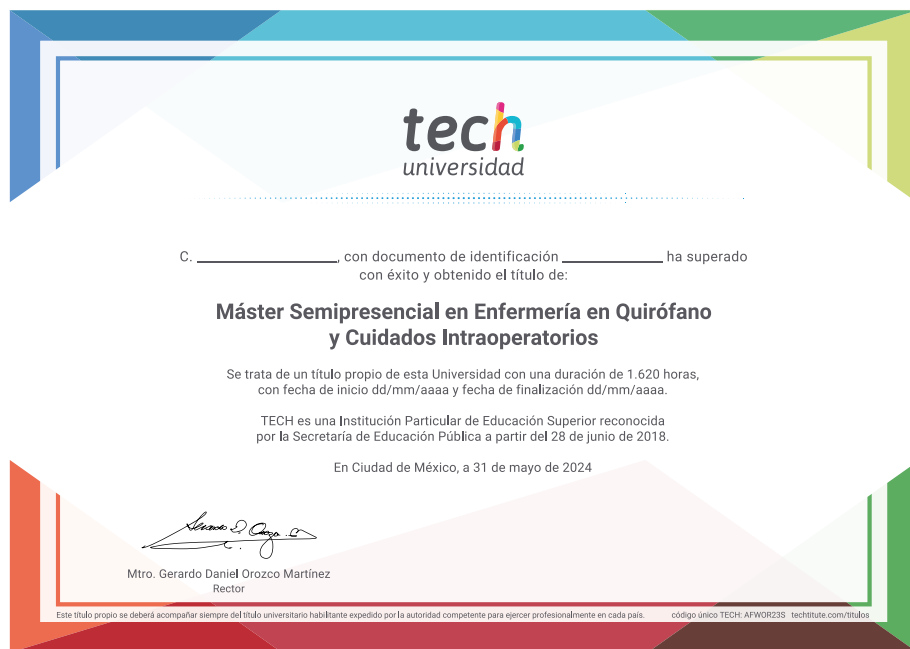 tech
universidad
C. ____________________, con documento de identificación ______________ ha superado
con éxito y obtenido el título de:
Máster Semipresencial en Enfermería en Quirófano
y Cuidados Intraoperatorios
Se trata de un título propio de esta Universidad con una duración de 1.620 horas,
con fecha de inicio dd/mm/aaaa y fecha de finalización dd/mm/aaaa.
TECH es una Institución Particular de Educación Superior reconocida
por la Secretaría de Educación Pública a partir del 28 de junio de 2018.
En Ciudad de México, a 31 de mayo de 2024
Mtro. Gerardo Daniel Orozco Martínez
Rector
Este título propio se deberá acompañar siempre del título universitario habilitante expedido por la autoridad competente para ejercer profesionalmente en cada país. código único TECH: AFWOR23S techtitute.com/titulos